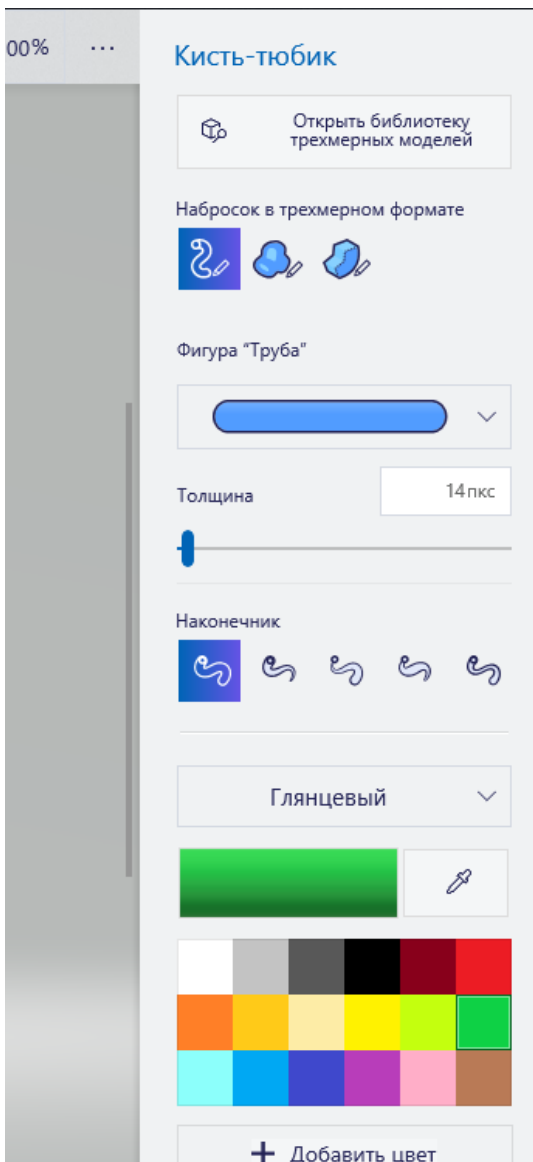 00% ...
Кисть-тюбик
Открыть библиотеку
трехмерных моделей
Набросок в трехмерном формате
Фигура "Труба"
Толщина
14пкс
Наконечник
Глянцевый
+ Добавить цвет